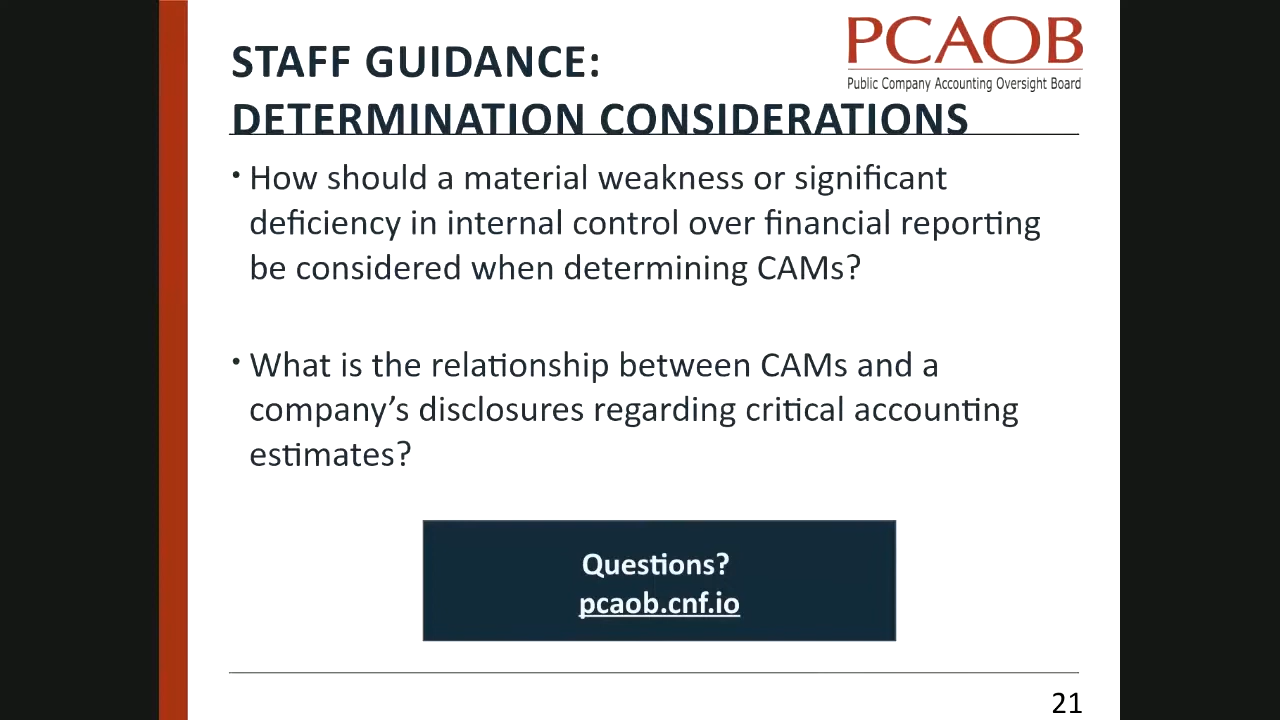 PCAOB
Public Company Accounting Oversight Board
STAFF GUIDANCE:
DETERMINATION CONSIDERATIONS
• How should a material weakness or significant
deficiency in internal control over financial reporting
be considered when determining CAMs?
• What is the relationship between CAMs and a
company’s disclosures regarding critical accounting
estimates?
Questions?
pcaob.cnf.io
21